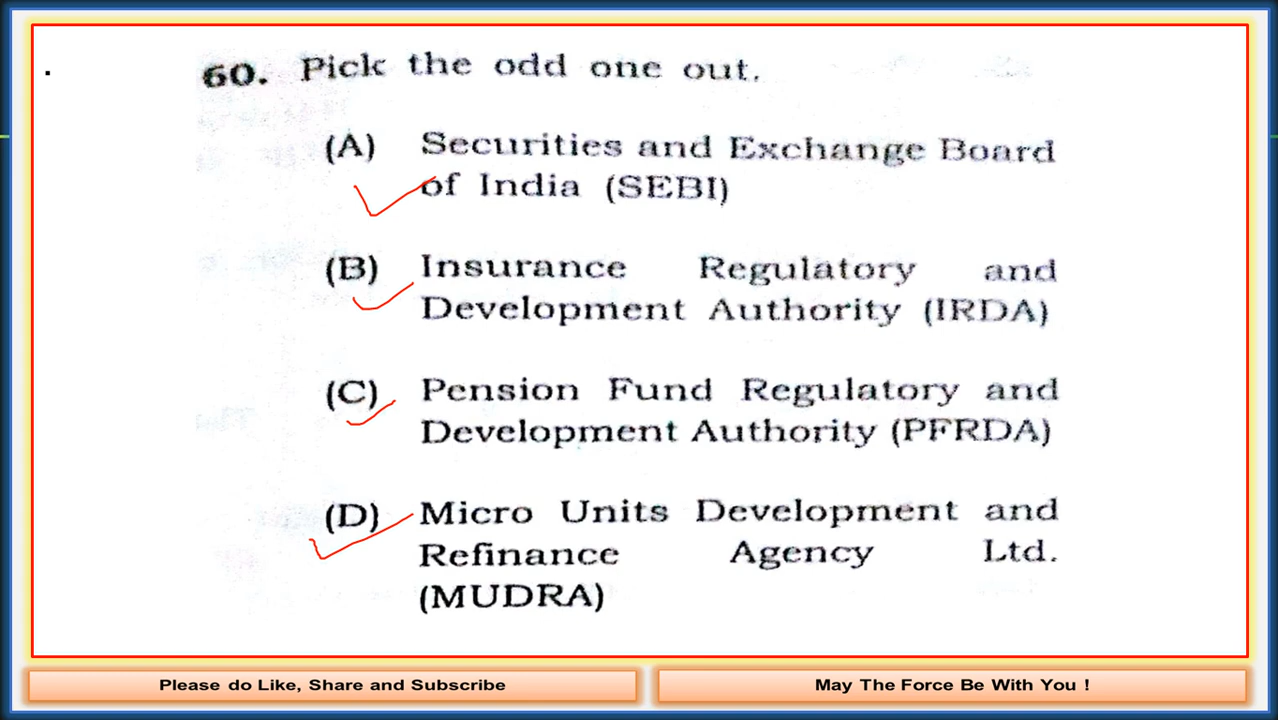 .
60. Pick the odd one out.
(A) Securities and Exchange Board
of India (SEBI)
(B) Insurance Regulatory and
Development Authority (IRDA)
(C) Pension Fund Regulatory and
Development Authority (PFRDA)
(D) Micro Units Development and
Refinance Agency Ltd.
(MUDRA)
Please do Like, Share and Subscribe
May The Force Be With You !